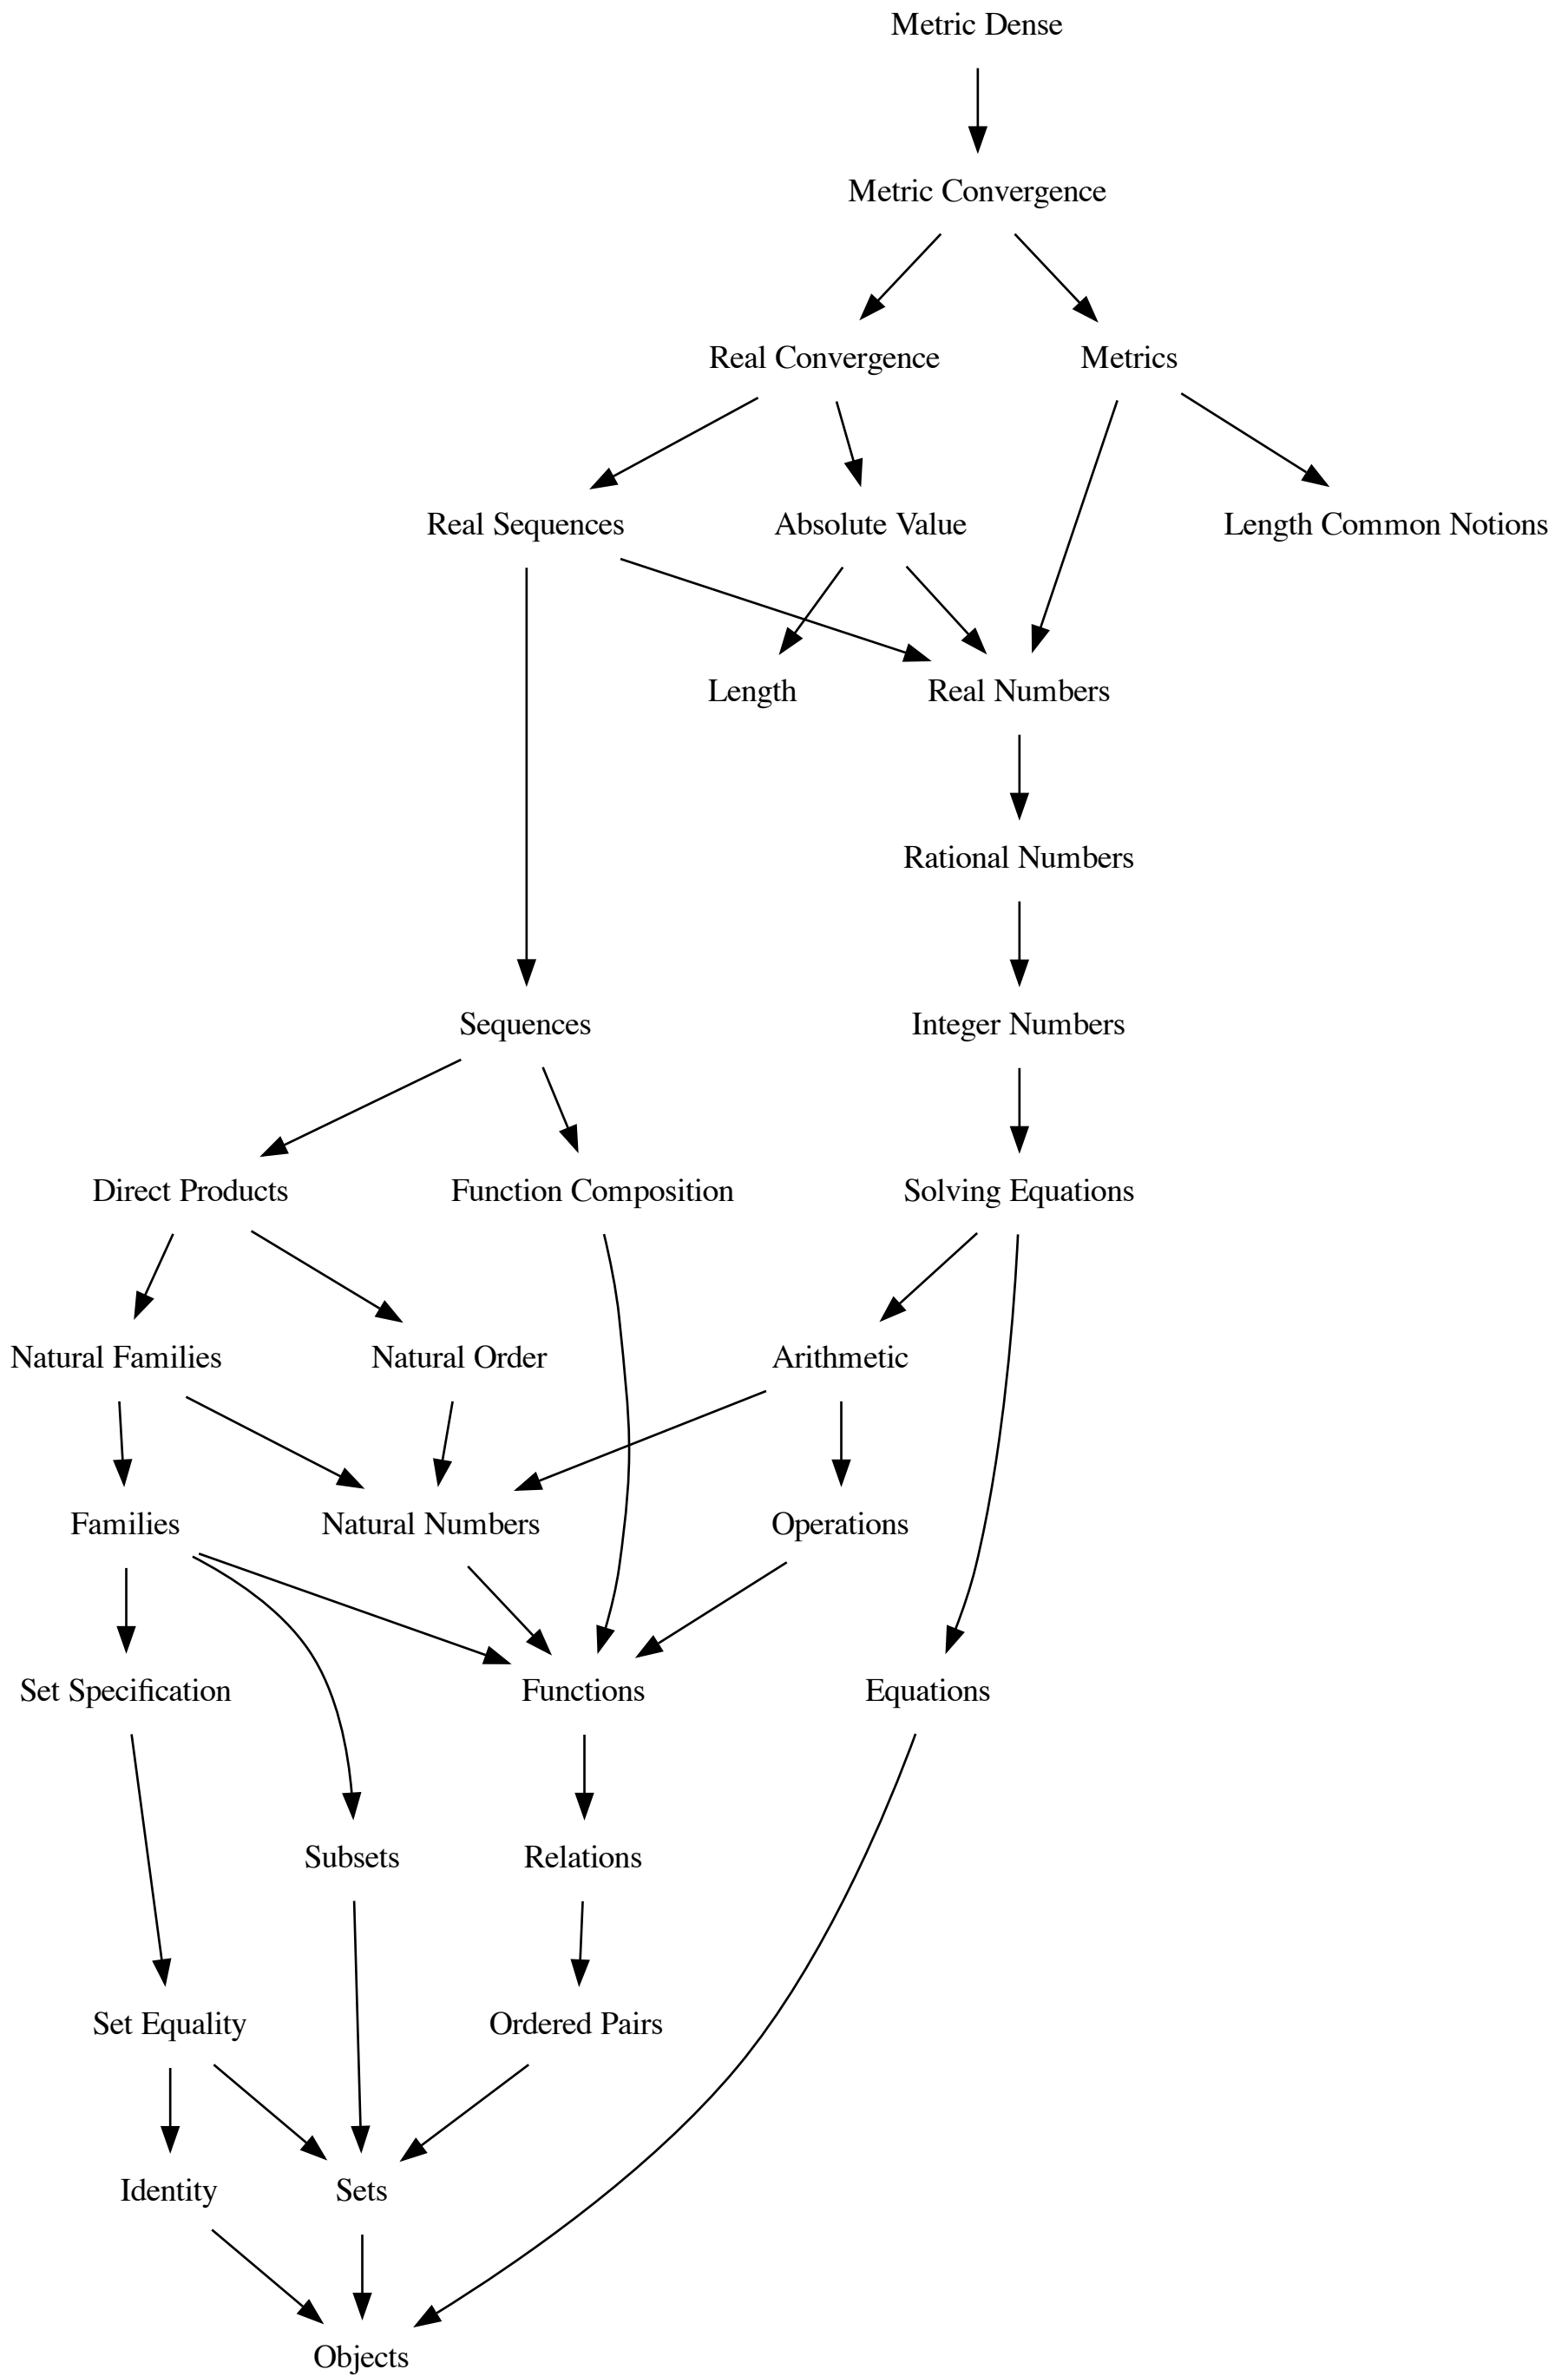 Metric Dense
Metric Convergence
Real Convergence
Metrics
Real Sequences
Absolute Value
Length Common Notions
Length
Real Numbers
Rational Numbers
Sequences
Integer Numbers
Direct Products
Function Composition
Solving Equations
Natural Families
Natural Order
Arithmetic
Families
Natural Numbers
Operations
Set Specification
Functions
Equations
Subsets
Relations
Set Equality
Ordered Pairs
Identity
Sets
Objects